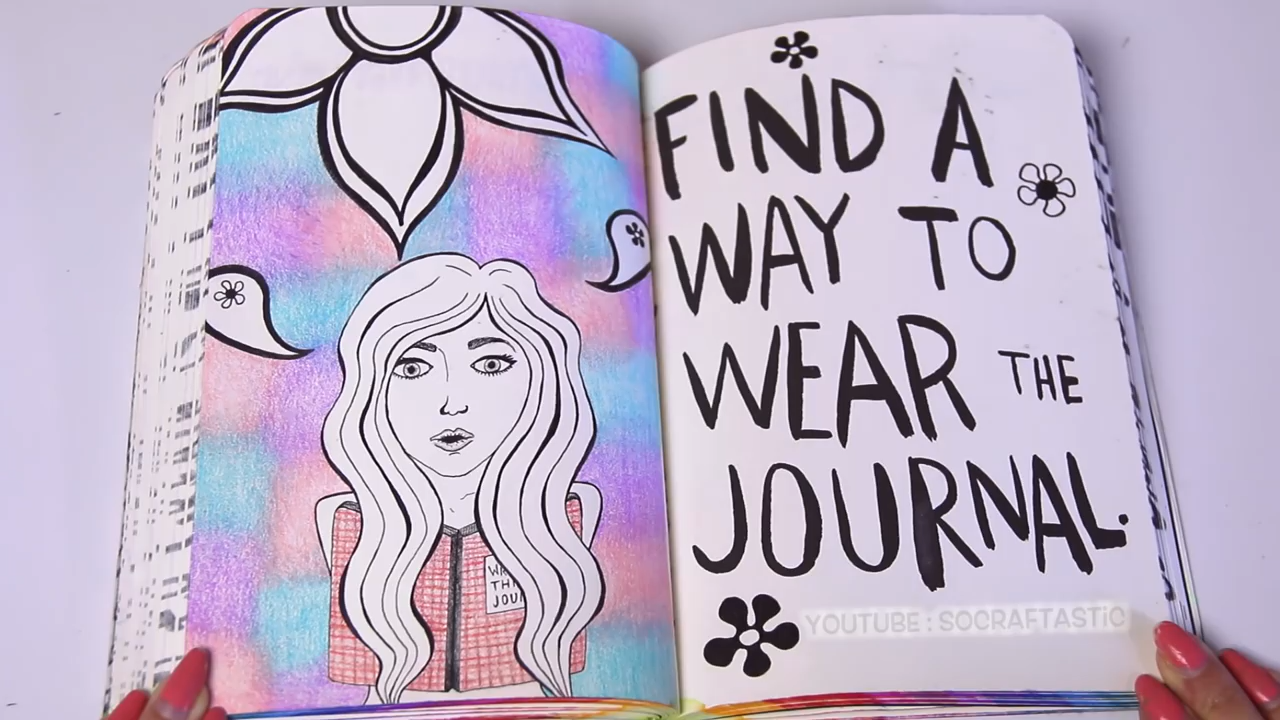 FIND A
WAY TO
WEAR THE
JOURNAL.
YOUTUBE : SOCRAFTASTIC